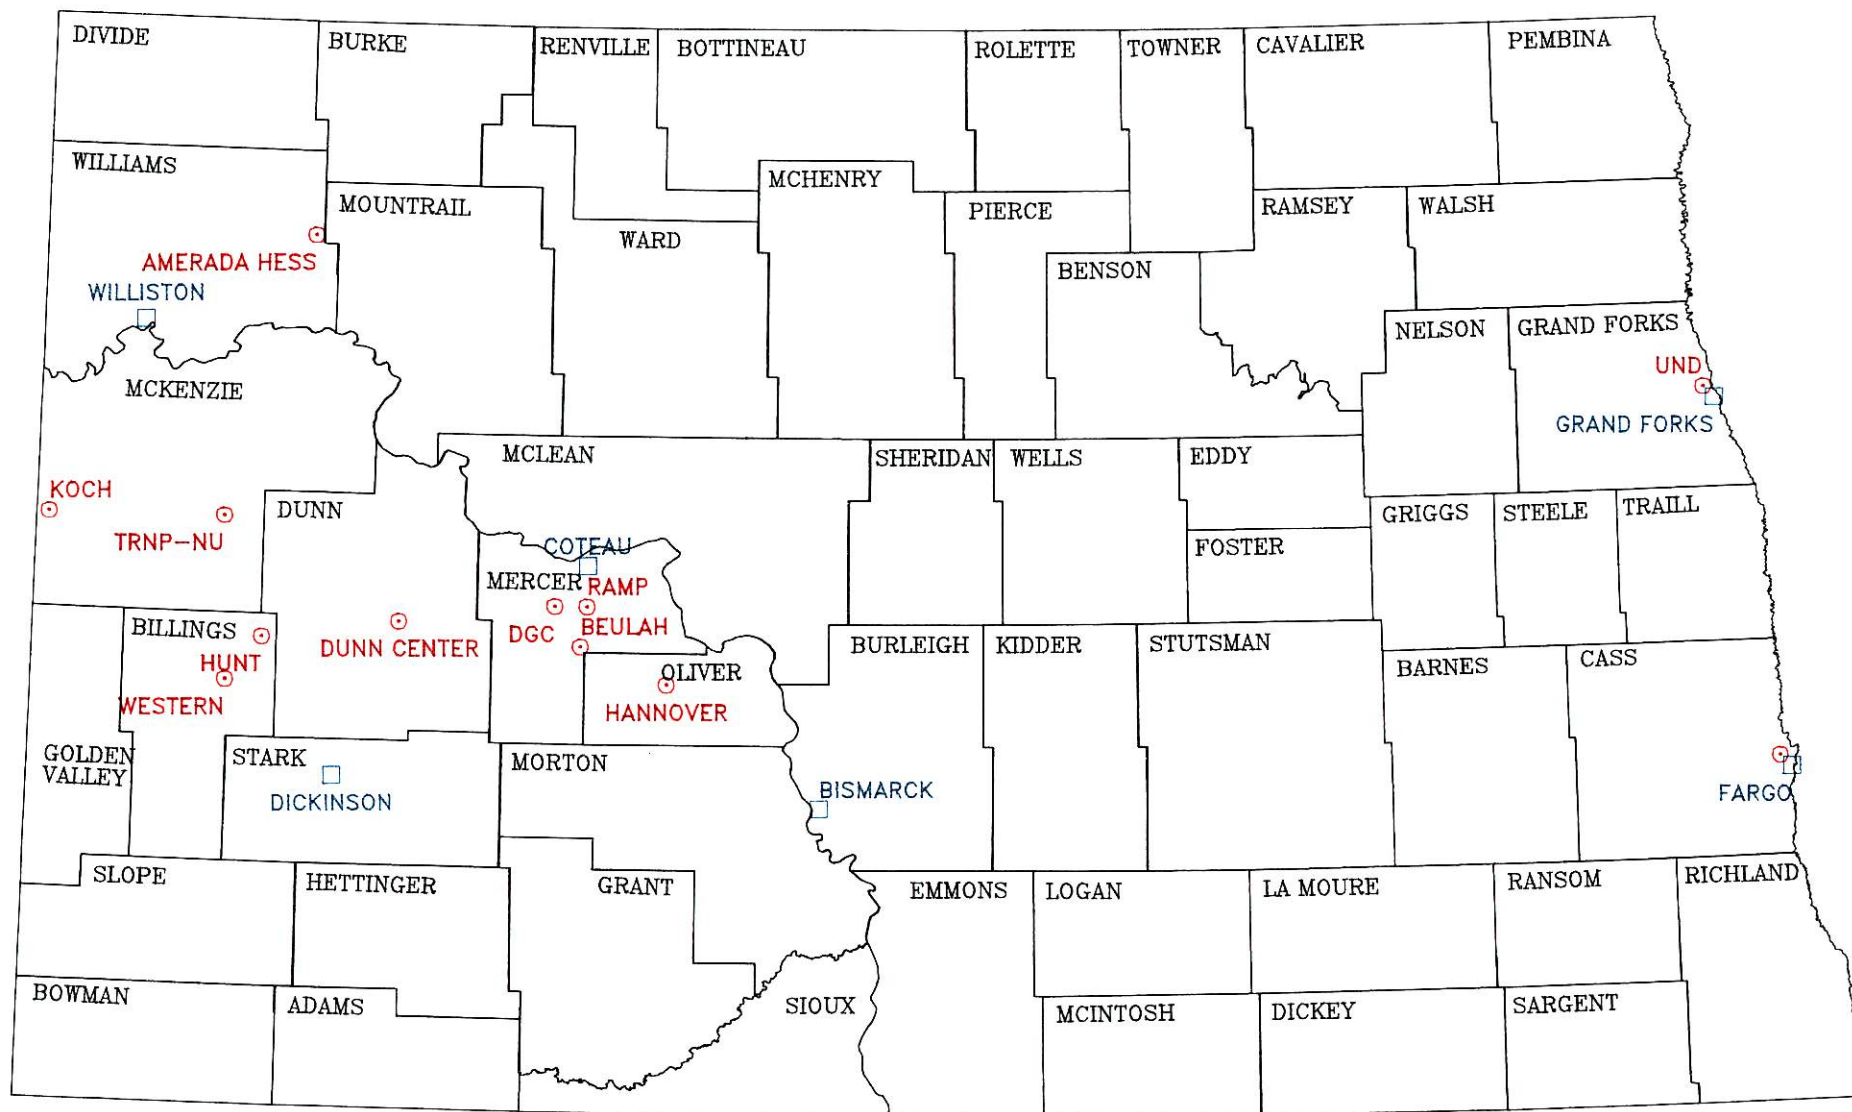 DIVIDE
BURKE
RENVILLE
BOTTINEAU
ROLETTE
TOWNER
CAVALIER
PEMBINA
WILLIAMS
MOUNTRAIL
WARD
MCHENRY
PIERCE
RAMSEY
WALSH
AMERADA HESS
WILLISTON
BENSON
NELSON
GRAND FORKS
UND
GRAND FORKS
MCKENZIE
KOCH
TRNP-NU
DUNN
MCLEAN
SHERIDAN
WELLS
EDDY
GRIGGS
STEELE
TRAILL
COTEAU
FOSTER
MERCER
RAMP
DGC
BEULAH
BILLINGS
HUNT
WESTERN
DUNN CENTER
OLIVER
HANNOVER
BURLEIGH
KIDDER
STUTSMAN
BARNES
CASS
GOLDEN
VALLEY
STARK
DICKINSON
MORTON
BISMARCK
FARGO
SLOPE
HETTINGER
GRANT
EMMONS
LOGAN
LA MOURE
RANSOM
RICHLAND
BOWMAN
ADAMS
SIOUX
MCINTOSH
DICKEY
SARGENT